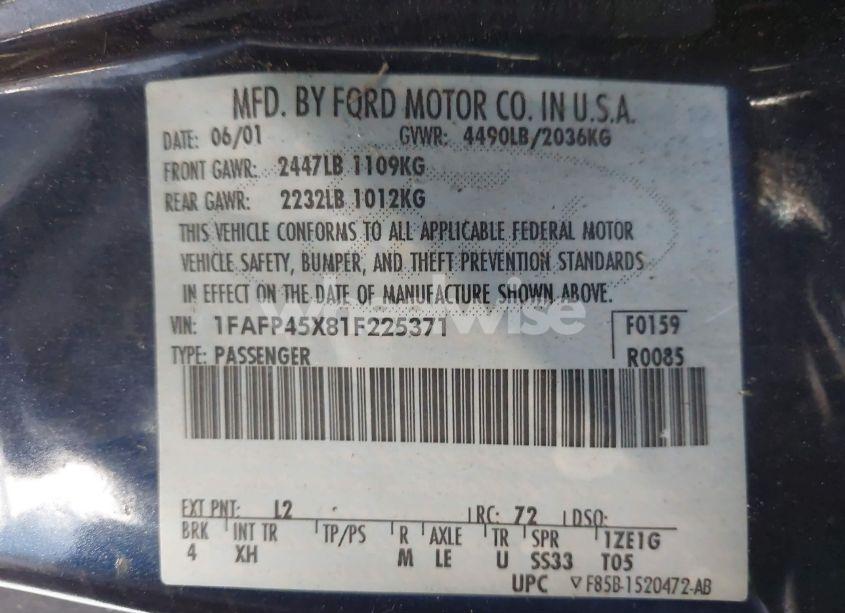 MFD. BY FORD MOTOR CO. IN U.S.A.
DATE: 06/01 GVWR: 4490LB/2036KG
FRONT GAWR: 2447LB 1109KG
REAR GAWR: 2232LB 1012KG
THIS VEHICLE CONFORMS TO ALL APPLICABLE FEDERAL MOTOR
VEHICLE SAFETY, BUMPER, AND THEFT PREVENTION STANDARDS
IN EFFECT ON THE DATE OF MANUFACTURE SHOWN ABOVE.
wheelwise
VIN: 1FAFP45X81F225371 F0159
TYPE: PASSENGER R0085
EXT PNT: L2 RC: 72 DSO:
BRK INT TR TP/PS R AXLE TR SPR 1ZE1G
4 XH M LE U SS33 T05
UPC ▽ F85B-1520472-AB